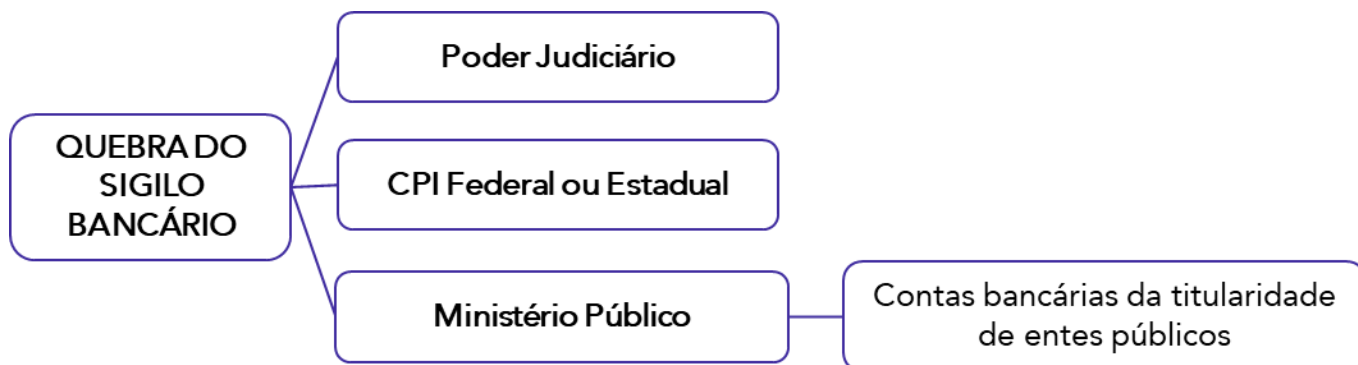 QUEBRA DO
SIGILO
BANCÁRIO
Poder Judiciário
CPI Federal ou Estadual
Ministério Público
Contas bancárias da titularidade
de entes públicos